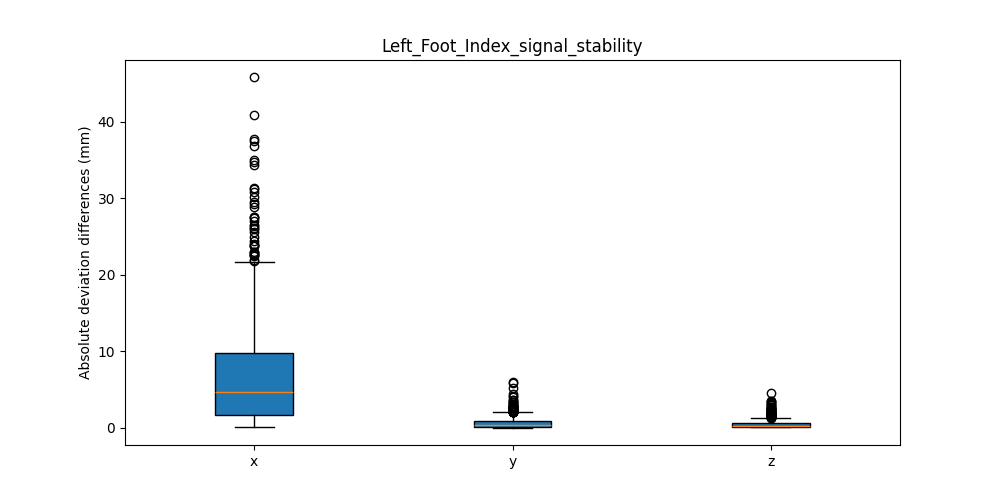 Left_Foot_Index_signal_stability
Absolute deviation differences (mm)
40
30
20
10
0
x y z